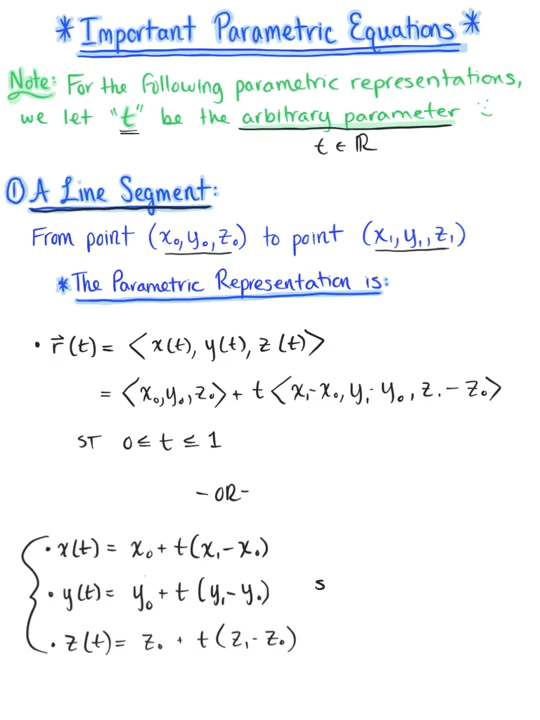 *Important Parametric Equations*
Note: For the following parametric representations,
we let "t" be the arbitrary parameter :)
t ∈ ℝ
① A Line Segment:
From point (x₀, y₀, z₀) to point (x₁, y₁, z₁)
*The Parametric Representation is:
• r⃗(t) = <x(t), y(t), z(t)>
= <x₀, y₀, z₀> + t<x₁-x₀, y₁-y₀, z₁-z₀>
ST 0 ≤ t ≤ 1
- OR -
{ • x(t) = x₀ + t(x₁-x₀)
• y(t) = y₀ + t(y₁-y₀) s
• z(t) = z₀ + t(z₁-z₀)